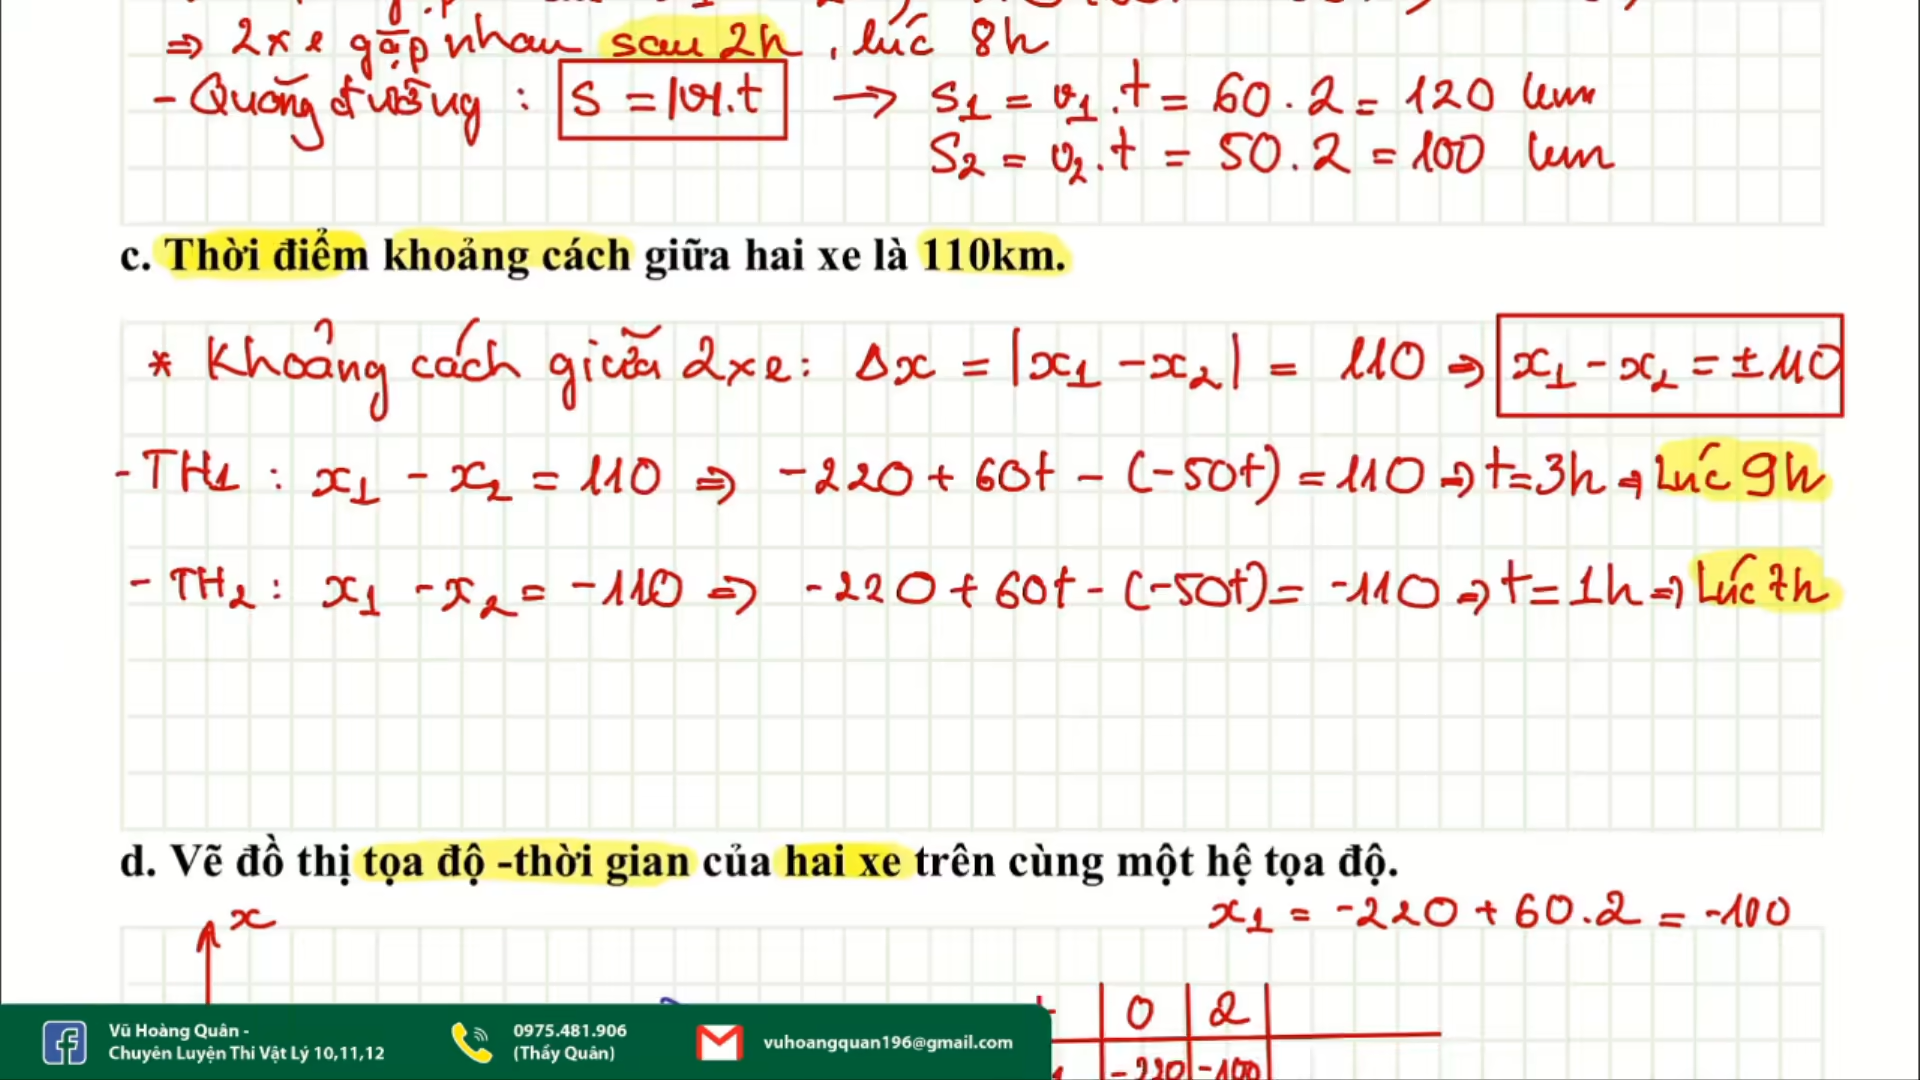 ⇒ 2 xe gặp nhau sau 2h, lúc 8h
- Quãng đường : S = |v|.t → S1 = v1.t = 60.2 = 120 km
S2 = v2.t = 50.2 = 100 km
c. Thời điểm khoảng cách giữa hai xe là 110km.
* Khoảng cách giữa 2 xe: Δx = |x1 - x2| = 110 ⇒ x1 - x2 = ±110
- TH1 : x1 - x2 = 110 ⇒ -220 + 60t - (-50t) = 110 ⇒ t = 3h ⇒ Lúc 9h
- TH2 : x1 - x2 = -110 ⇒ -220 + 60t - (-50t) = -110 ⇒ t = 1h ⇒ Lúc 7h
d. Vẽ đồ thị tọa độ -thời gian của hai xe trên cùng một hệ tọa độ.
x1 = -220 + 60.2 = -100
x
0 2
-220 -100
Vũ Hoàng Quân -
Chuyên Luyện Thi Vật Lý 10,11,12
0975.481.906
(Thầy Quân)
vuhoangquan196@gmail.com